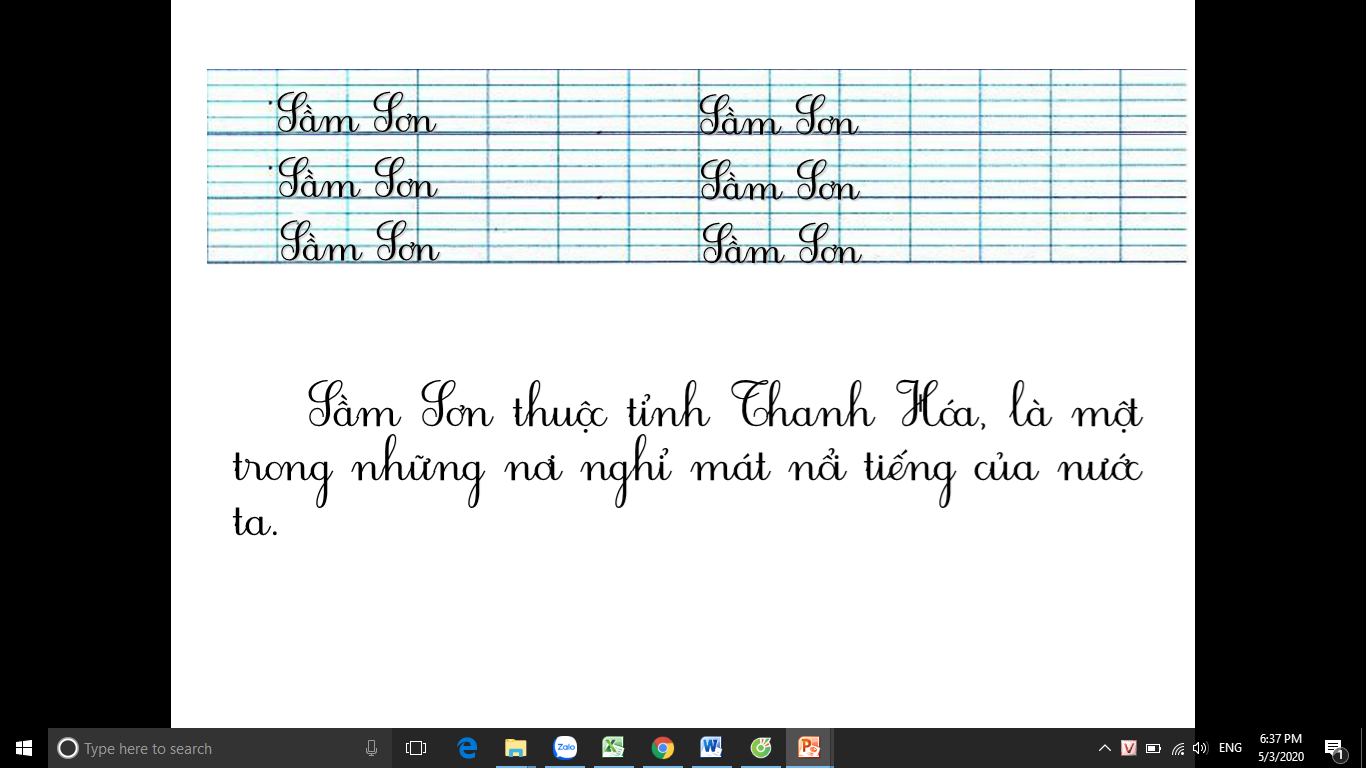 Sầm Sơn Sầm Sơn
Sầm Sơn Sầm Sơn
Sầm Sơn Sầm Sơn
Sầm Sơn thuộc tỉnh Thanh Hóa, là một
trong những nơi nghỉ mát nổi tiếng của nước
ta.
Type here to search
Zalo
ENG
6:37 PM
5/3/2020
1